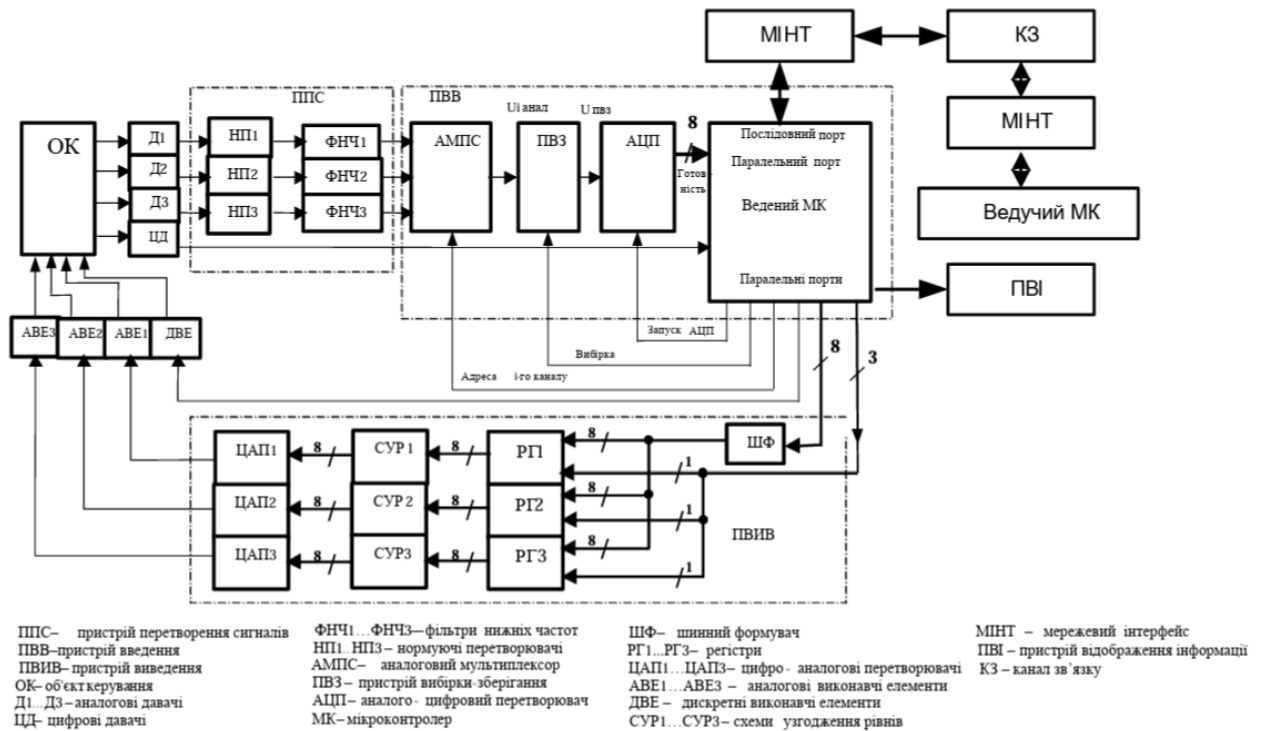 МІНТ
КЗ
МІНТ
Ведучий МК
ПВІ
ППС
ПВВ
Ui анал
U пвз
8
ОК
Д1
Д2
Д3
ЦД
НП1
НП2
НП3
ФНЧ1
ФНЧ2
ФНЧ3
АМПС
ПВЗ
АЦП
Готов
ність
Послідовний порт
Паралельний порт
Ведений МК
Паралельні порти
АВЕ3
АВЕ2
АВЕ1
ДВЕ
Запуск АЦП
Вибірка
Адреса і-го каналу
8
3
ЦАП1
8
СУР1
8
РГ1
8
1
ШФ
ЦАП2
8
СУР2
8
РГ2
8
1
ПВИВ
ЦАП3
8
СУР3
8
РГ3
8
1
ППС– пристрій перетворення сигналів
ПВВ–пристрій введення
ПВИВ– пристрій виведення
ОК– об'єкт керування
Д1...Д3–аналогові давачі
ЦД– цифрові давачі
ФНЧ1…ФНЧ3–фільтри нижніх частот
НП1..НП3 – нормуючі перетворювачі
АМПС– аналоговий мультиплексор
ПВЗ – пристрій вибірки-зберігання
АЦП– аналого- цифровий перетворювач
МК–мікроконтролер
ШФ– шинний формувач
РГ1...РГ3– регістри
ЦАП1…ЦАП3– цифро - аналогові перетворювачі
АВЕ1…АВЕ3 – аналогові виконавчі елементи
ДВЕ – дискретні виконавчі елементи
СУР1…СУР3– схеми узгодження рівнів
МІНТ – мережевий інтерфейс
ПВІ – пристрій відображення інформації
КЗ – канал зв’язку